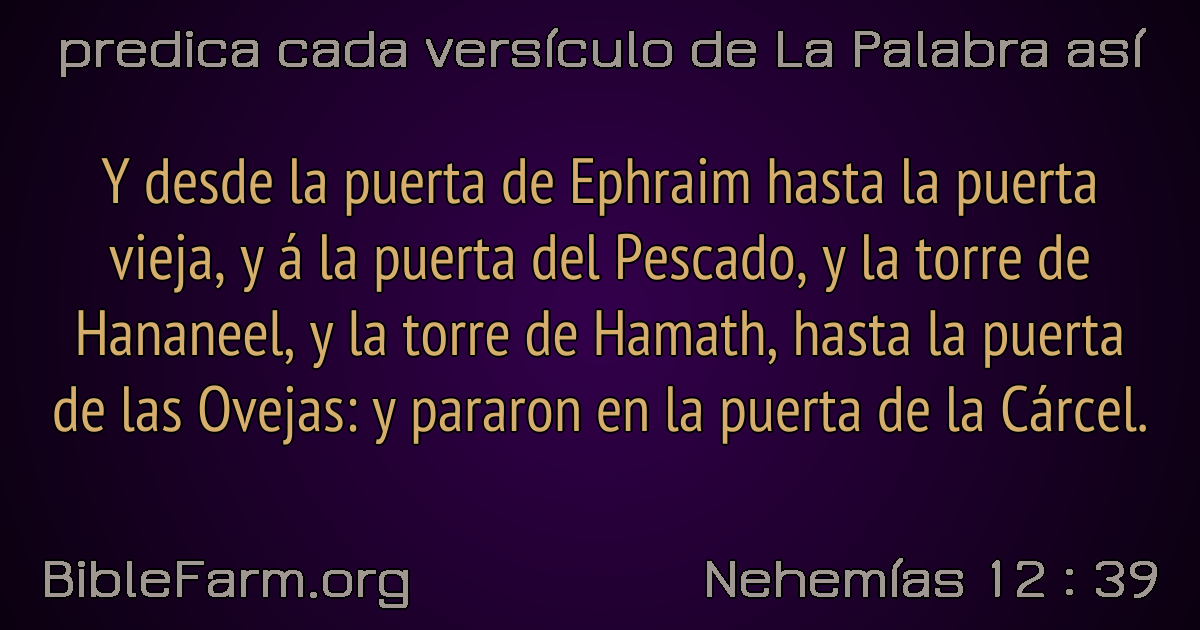 predica cada versículo de La Palabra así
Y desde la puerta de Ephraim hasta la puerta
vieja, y á la puerta del Pescado, y la torre de
Hananeel, y la torre de Hamath, hasta la puerta
de las Ovejas: y pararon en la puerta de la Cárcel.
BibleFarm.org
Nehemías 12 : 39